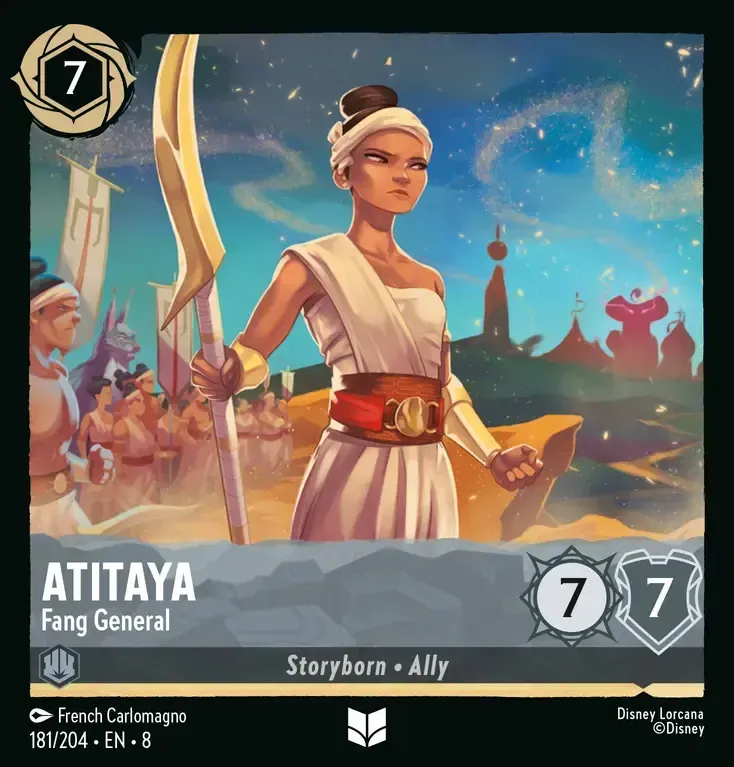 7
ATITAYA
Fang General
7 7
Storyborn • Ally
French Carlomagno
Disney Lorcana
181/204 • EN • 8
©Disney